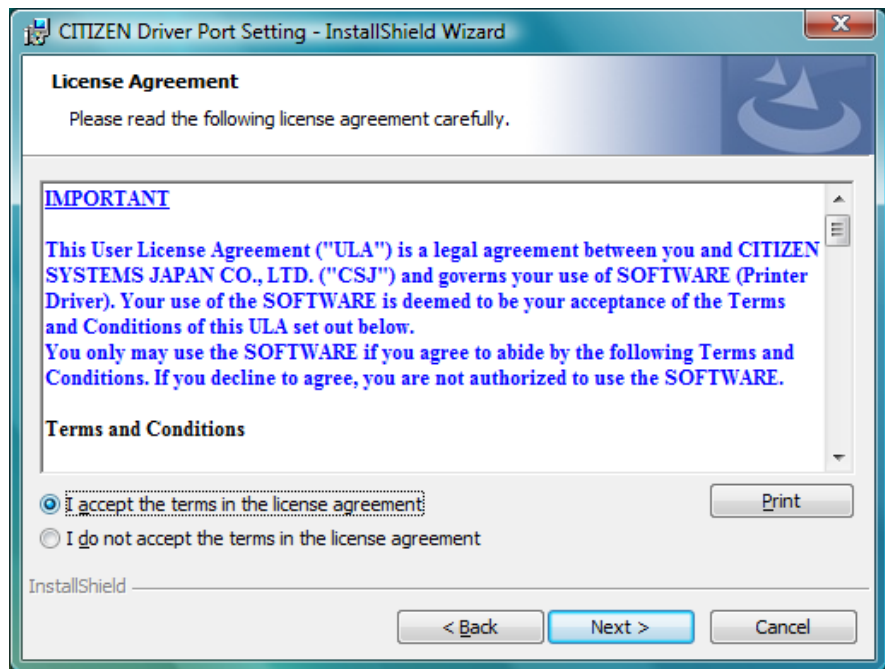 CITIZEN Driver Port Setting - InstallShield Wizard
License Agreement
Please read the following license agreement carefully.
IMPORTANT
This User License Agreement ("ULA") is a legal agreement between you and CITIZEN
SYSTEMS JAPAN CO., LTD. ("CSJ") and governs your use of SOFTWARE (Printer
Driver). Your use of the SOFTWARE is deemed to be your acceptance of the Terms
and Conditions of this ULA set out below.
You only may use the SOFTWARE if you agree to abide by the following Terms and
Conditions. If you decline to agree, you are not authorized to use the SOFTWARE.
Terms and Conditions
I accept the terms in the license agreement
Print
I do not accept the terms in the license agreement
InstallShield
< Back
Next >
Cancel